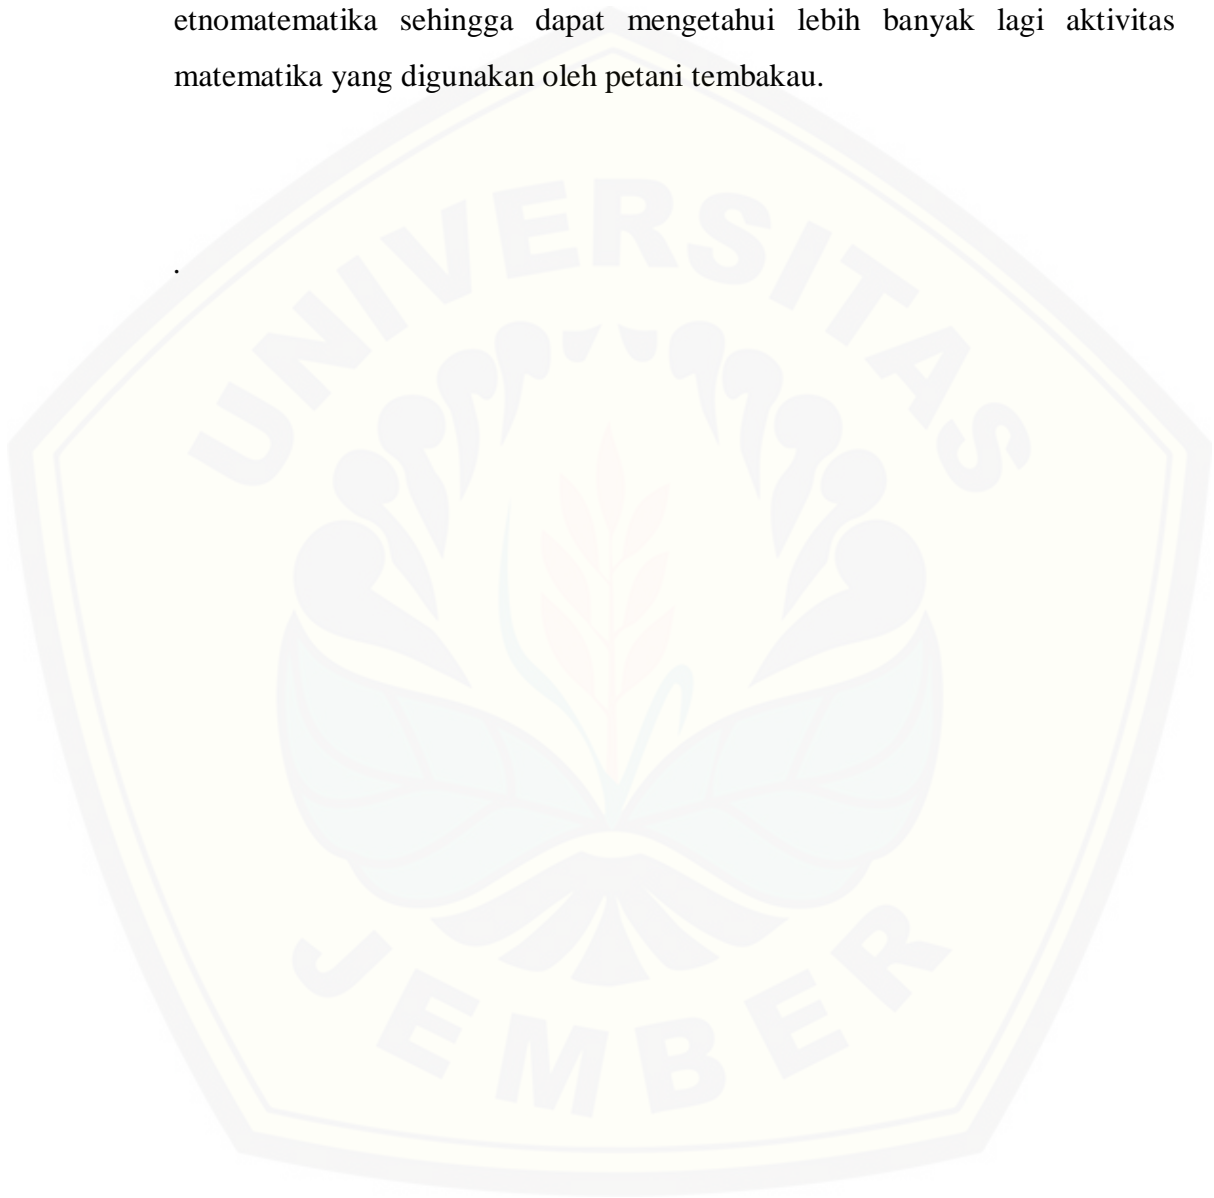 etnomatematika sehingga dapat mengetahui lebih banyak lagi aktivitas
matematika yang digunakan oleh petani tembakau.
.
UNIVERSITAS
JEMBER